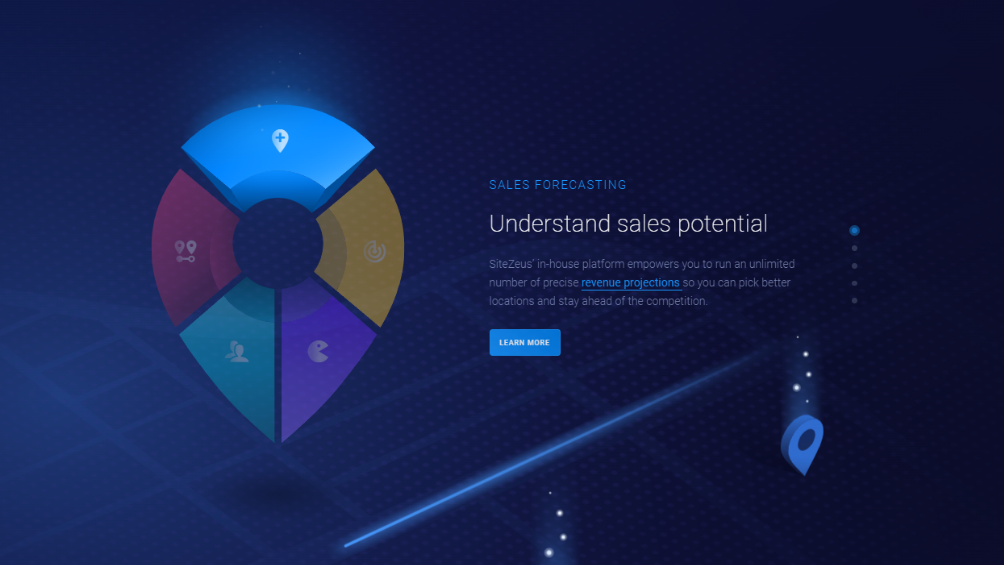 SALES FORECASTING
Understand sales potential
SiteZeus' in-house platform empowers you to run an unlimited
number of precise revenue projections so you can pick better
locations and stay ahead of the competition.
LEARN MORE